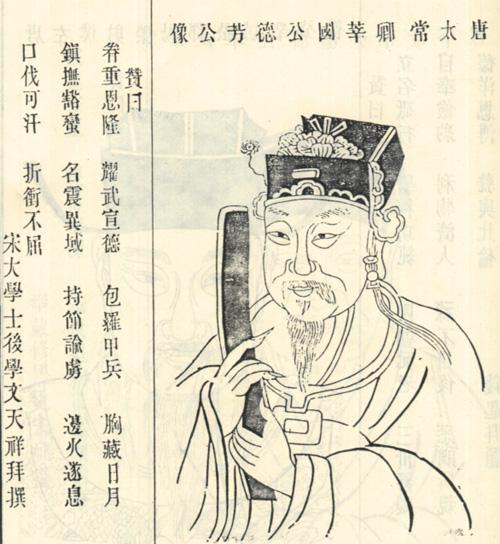 唐太常卿莘國公德芳公像
贊曰
眷重恩隆 耀武宣德 包羅甲兵 胸藏日月
鎮撫谿蠻 名震異域 持節諭虜 邊火遂息
口伐可汗 折衝不屈
宋大學士後學文天祥拜撰